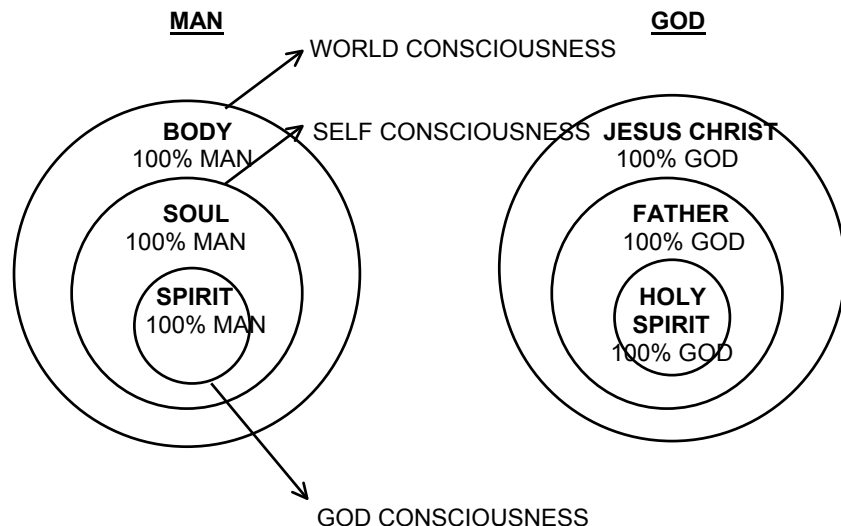 MAN
GOD
WORLD CONSCIOUSNESS
BODY
100% MAN
SELF CONSCIOUSNESS
JESUS CHRIST
100% GOD
SOUL
100% MAN
FATHER
100% GOD
SPIRIT
100% MAN
HOLY
SPIRIT
100% GOD
GOD CONSCIOUSNESS